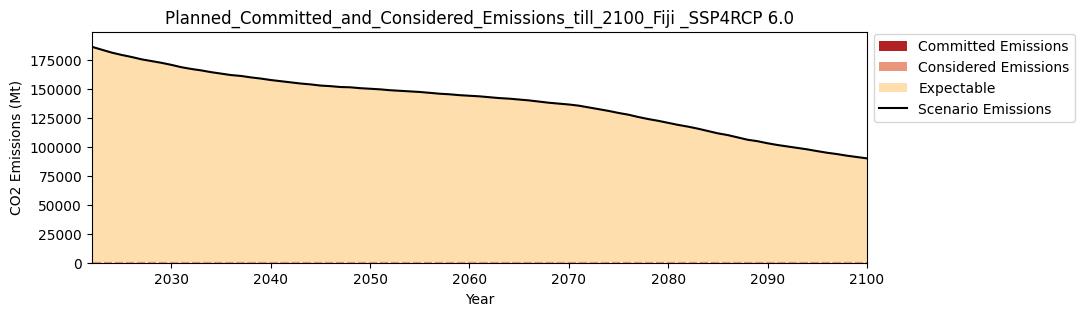 Planned_Committed_and_Considered_Emissions_till_2100_Fiji _SSP4RCP 6.0
CO2 Emissions (Mt)
175000
150000
125000
100000
75000
50000
25000
0
2030 2040 2050 2060 2070 2080 2090 2100
Year
Committed Emissions
Considered Emissions
Expectable
Scenario Emissions